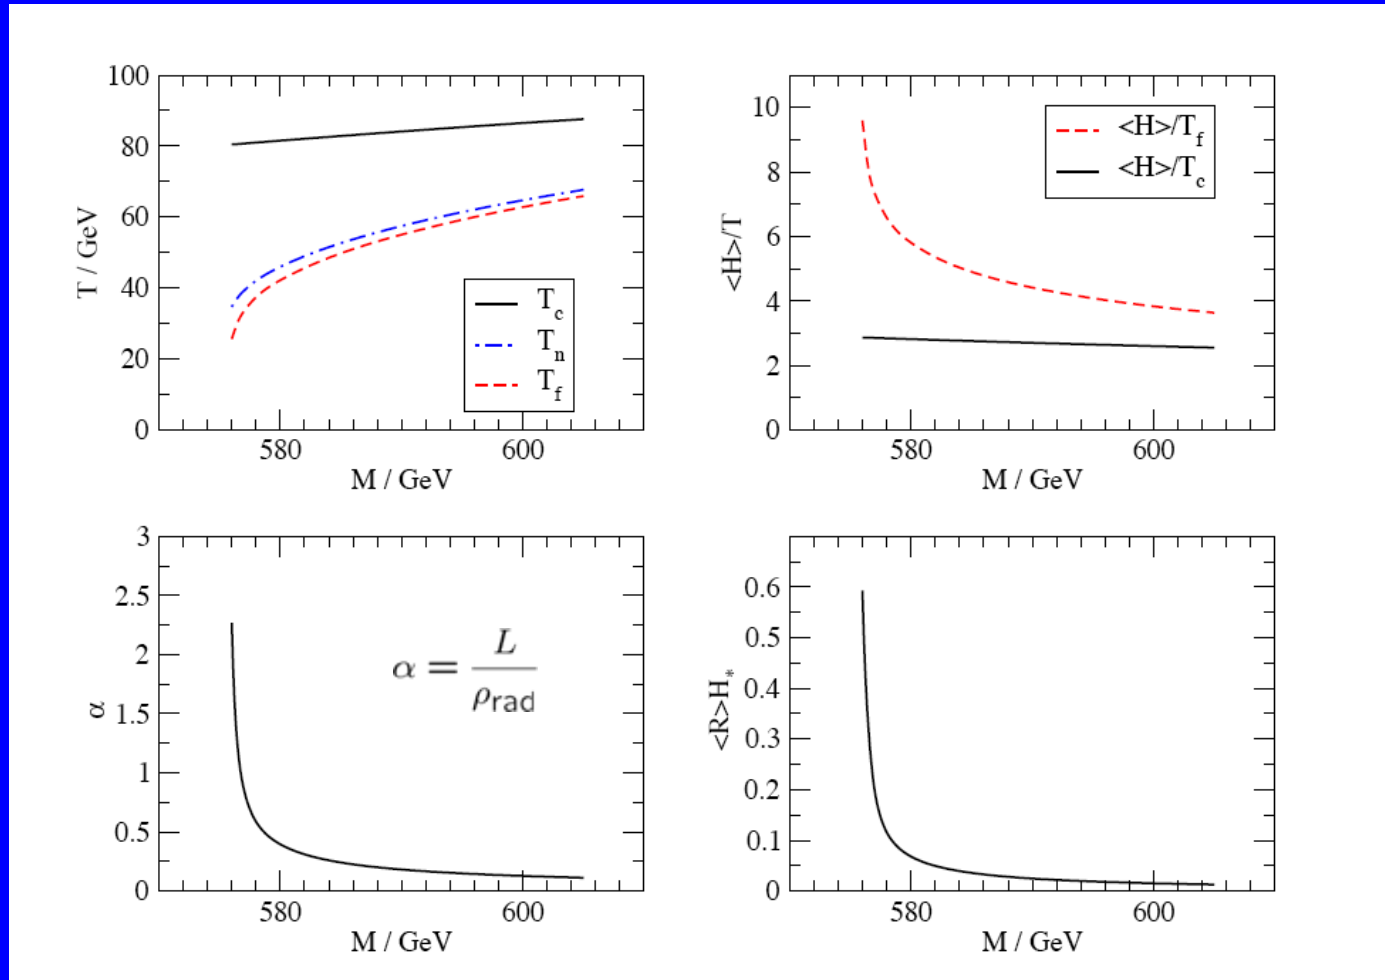 100
80
60
40
20
0
T / GeV
580
600
M / GeV
T_c
T_n
T_f
10
8
6
4
2
0
<H>/T
580
600
M / GeV
<H>/T_f
<H>/T_c
3
2.5
2
1.5
1
0.5
0
α
α = L / ρ_rad
580
600
M / GeV
0.6
0.5
0.4
0.3
0.2
0.1
0
<R>H_*
580
600
M / GeV